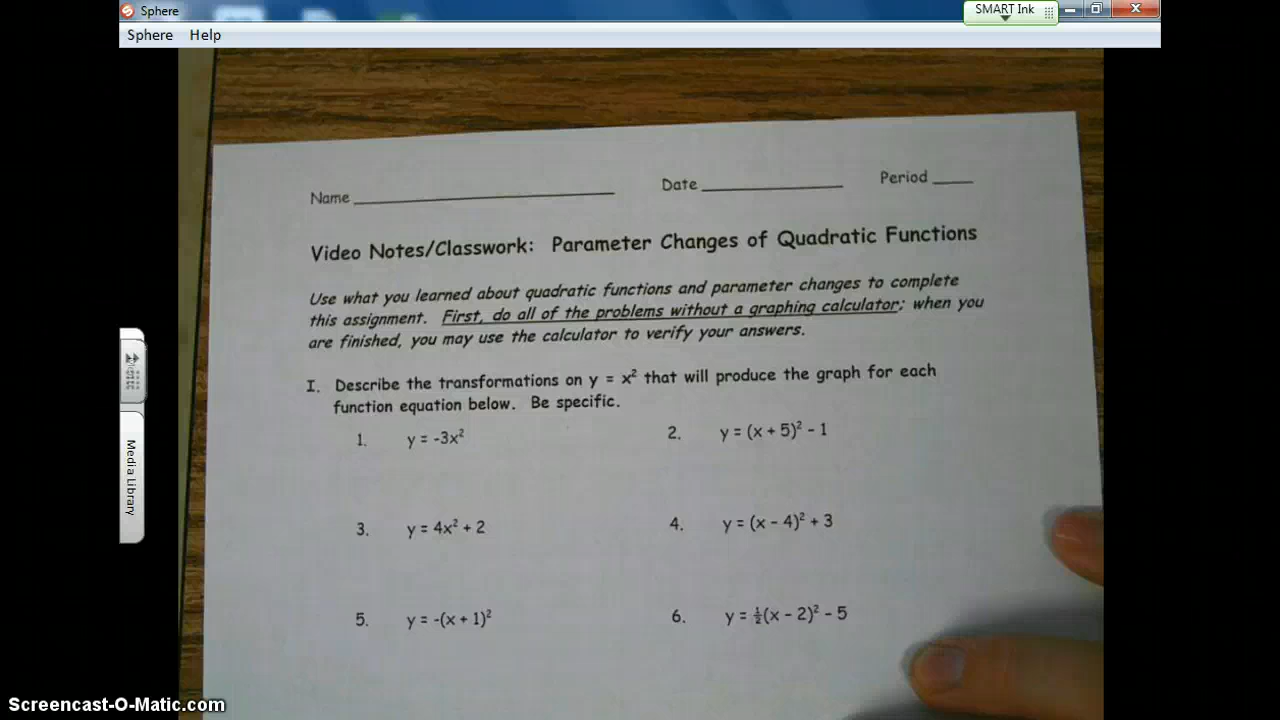 Sphere
SMART Ink
Sphere Help
Name Date Period
Video Notes/Classwork: Parameter Changes of Quadratic Functions
Use what you learned about quadratic functions and parameter changes to complete
this assignment. First, do all of the problems without a graphing calculator; when you
are finished, you may use the calculator to verify your answers.
I. Describe the transformations on y = x² that will produce the graph for each
function equation below. Be specific.
1. y = -3x²
2. y = (x + 5)² - 1
3. y = 4x² + 2
4. y = (x - 4)² + 3
5. y = -(x + 1)²
6. y = ½(x - 2)² - 5
Media Library
Screencast-O-Matic.com